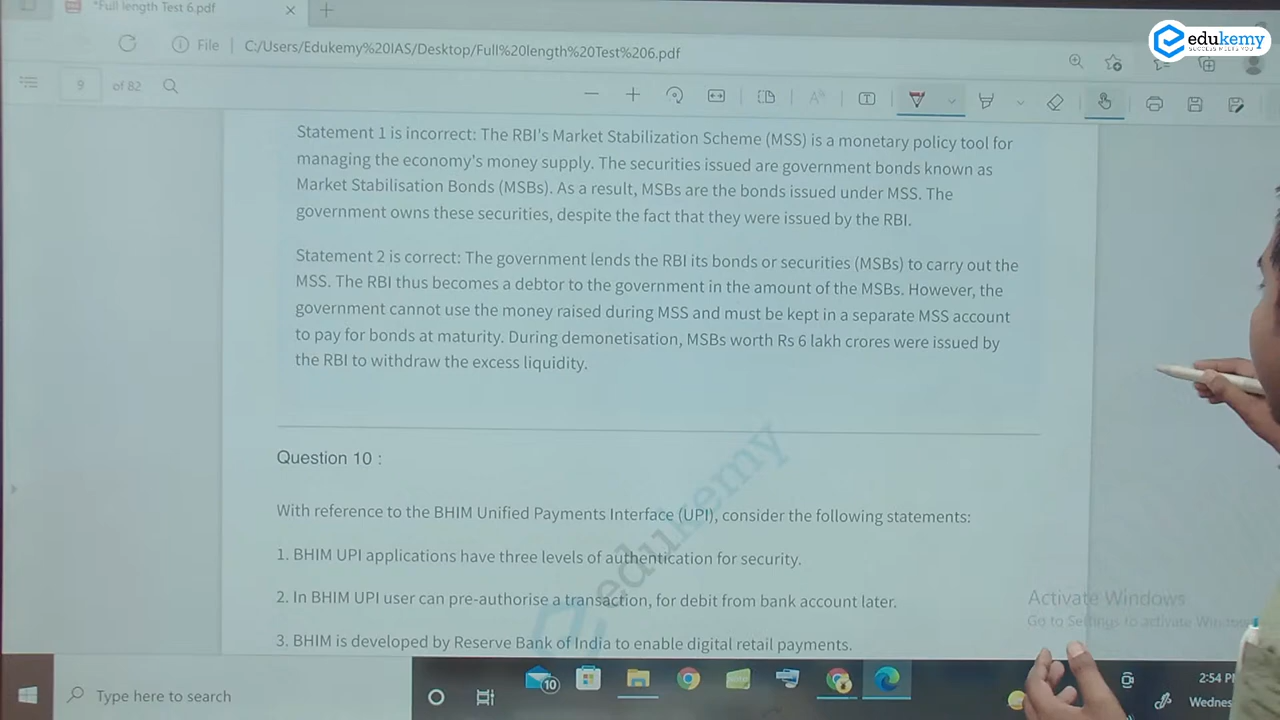 *Full length Test 6.pdf
File
C:/Users/Edukemy%20IAS/Desktop/Full%20length%20Test%206.pdf
edukemy
9 of 82
Statement 1 is incorrect: The RBI's Market Stabilization Scheme (MSS) is a monetary policy tool for
managing the economy's money supply. The securities issued are government bonds known as
Market Stabilisation Bonds (MSBs). As a result, MSBs are the bonds issued under MSS. The
government owns these securities, despite the fact that they were issued by the RBI.
Statement 2 is correct: The government lends the RBI its bonds or securities (MSBs) to carry out the
MSS. The RBI thus becomes a debtor to the government in the amount of the MSBs. However, the
government cannot use the money raised during MSS and must be kept in a separate MSS account
to pay for bonds at maturity. During demonetisation, MSBs worth Rs 6 lakh crores were issued by
the RBI to withdraw the excess liquidity.
Question 10 :
With reference to the BHIM Unified Payments Interface (UPI), consider the following statements:
1. BHIM UPI applications have three levels of authentication for security.
2. In BHIM UPI user can pre-authorise a transaction, for debit from bank account later.
3. BHIM is developed by Reserve Bank of India to enable digital retail payments.
edukemy
Activate Windows
Go to Settings to activate
Type here to search
10
2:54